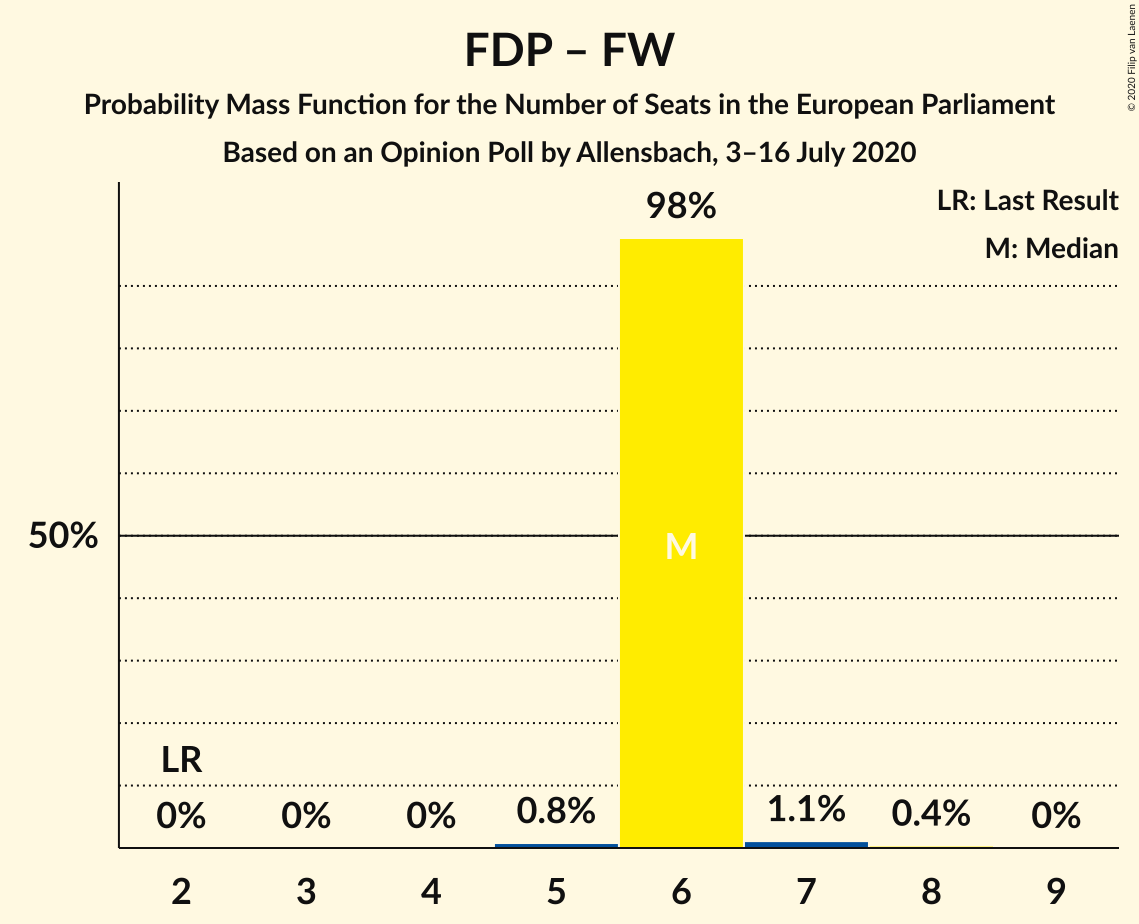 FDP – FW
Probability Mass Function for the Number of Seats in the European Parliament
Based on an Opinion Poll by Allensbach, 3–16 July 2020
© 2020 Filip van Laenen
LR: Last Result
M: Median
98%
50%
M
LR
0% 0% 0% 0.8% 1.1% 0.4% 0%
2 3 4 5 6 7 8 9